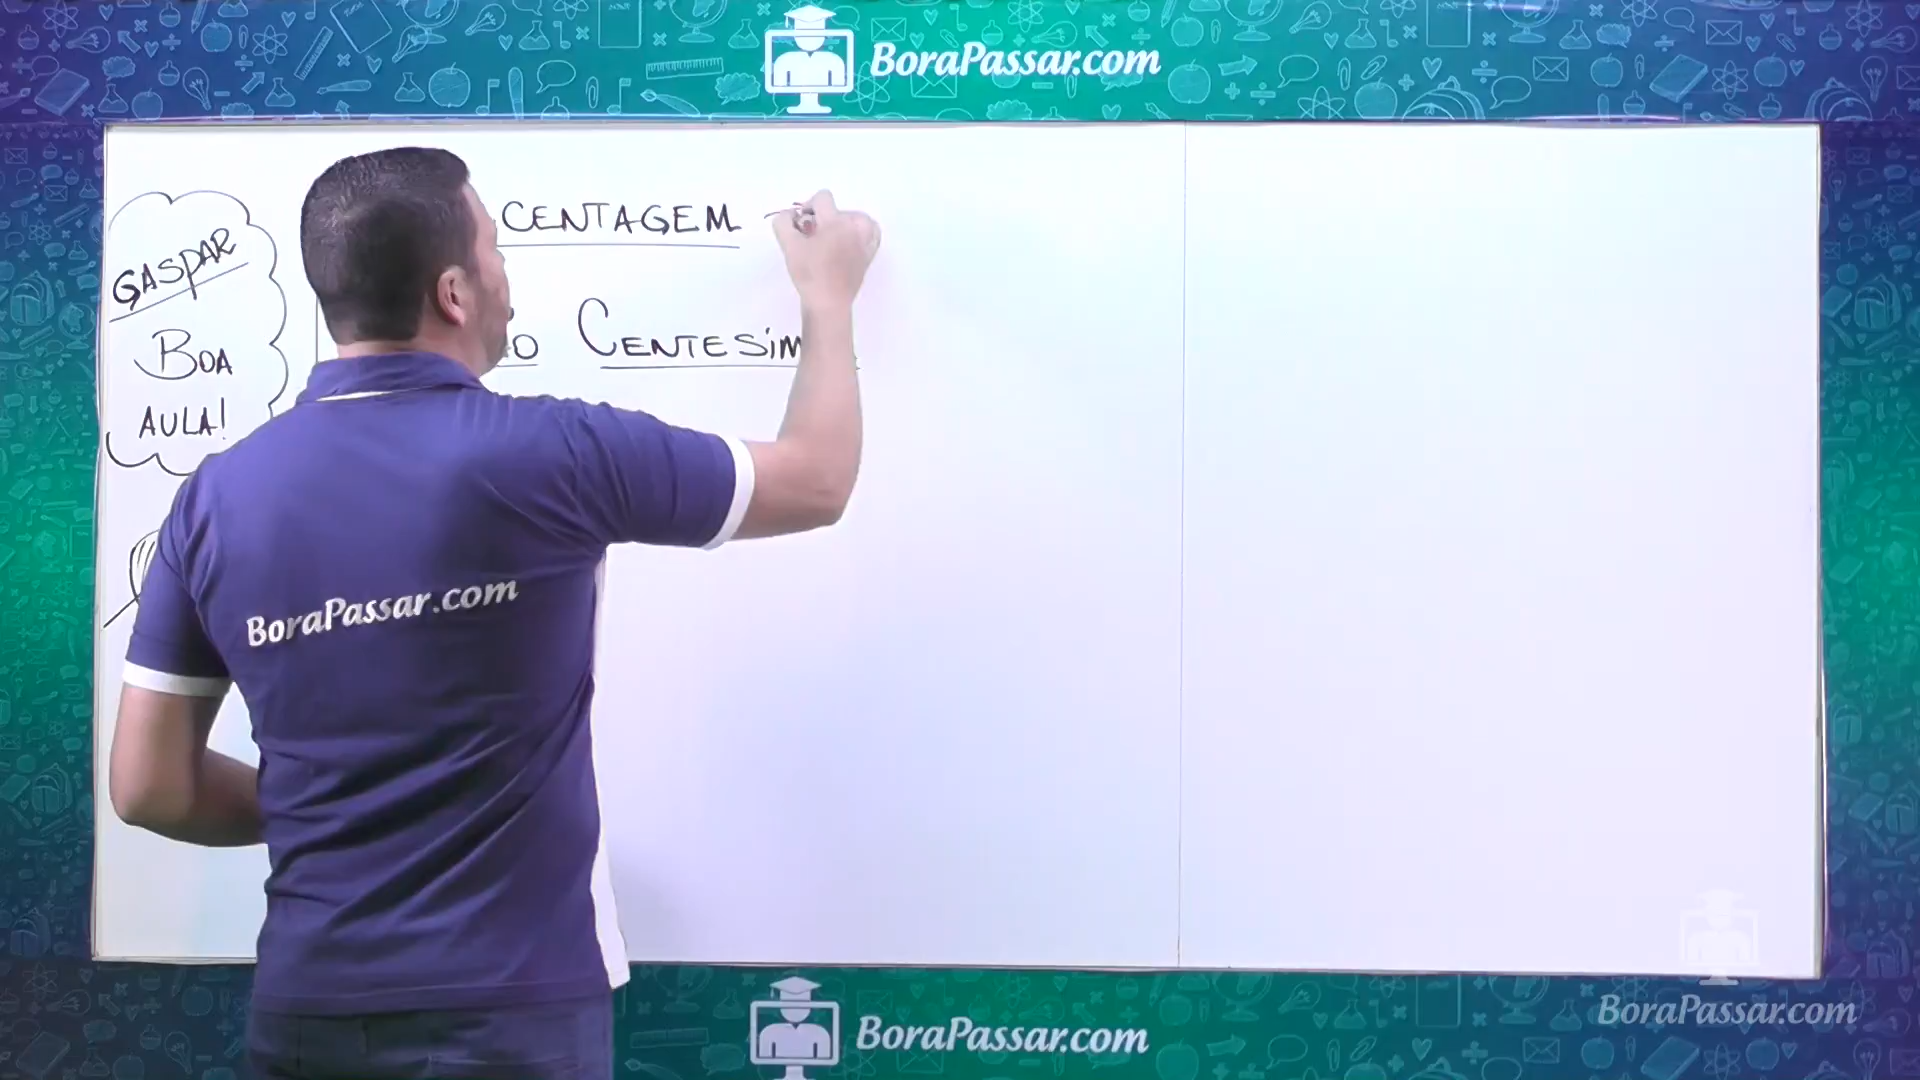 BoraPassar.com
CENTAGEM
GASPAR
BOA
AULA!
CENTESIM
BoraPassar.com
BoraPassar.com
BoraPassar.com